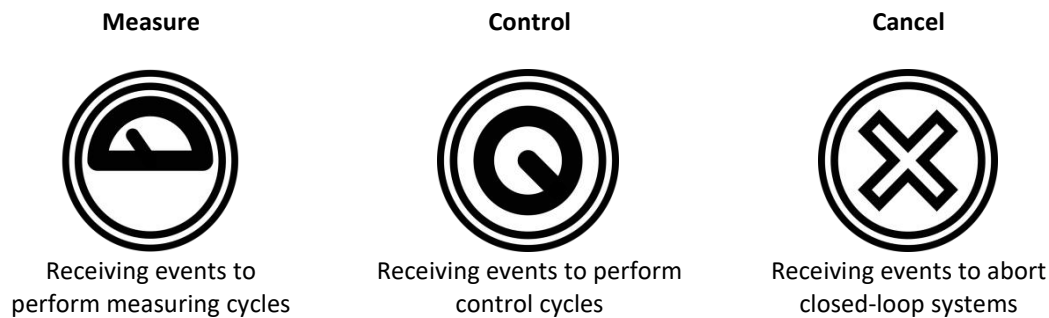 Measure
Control
Cancel
Receiving events to
perform measuring cycles
Receiving events to perform
control cycles
Receiving events to abort
closed-loop systems